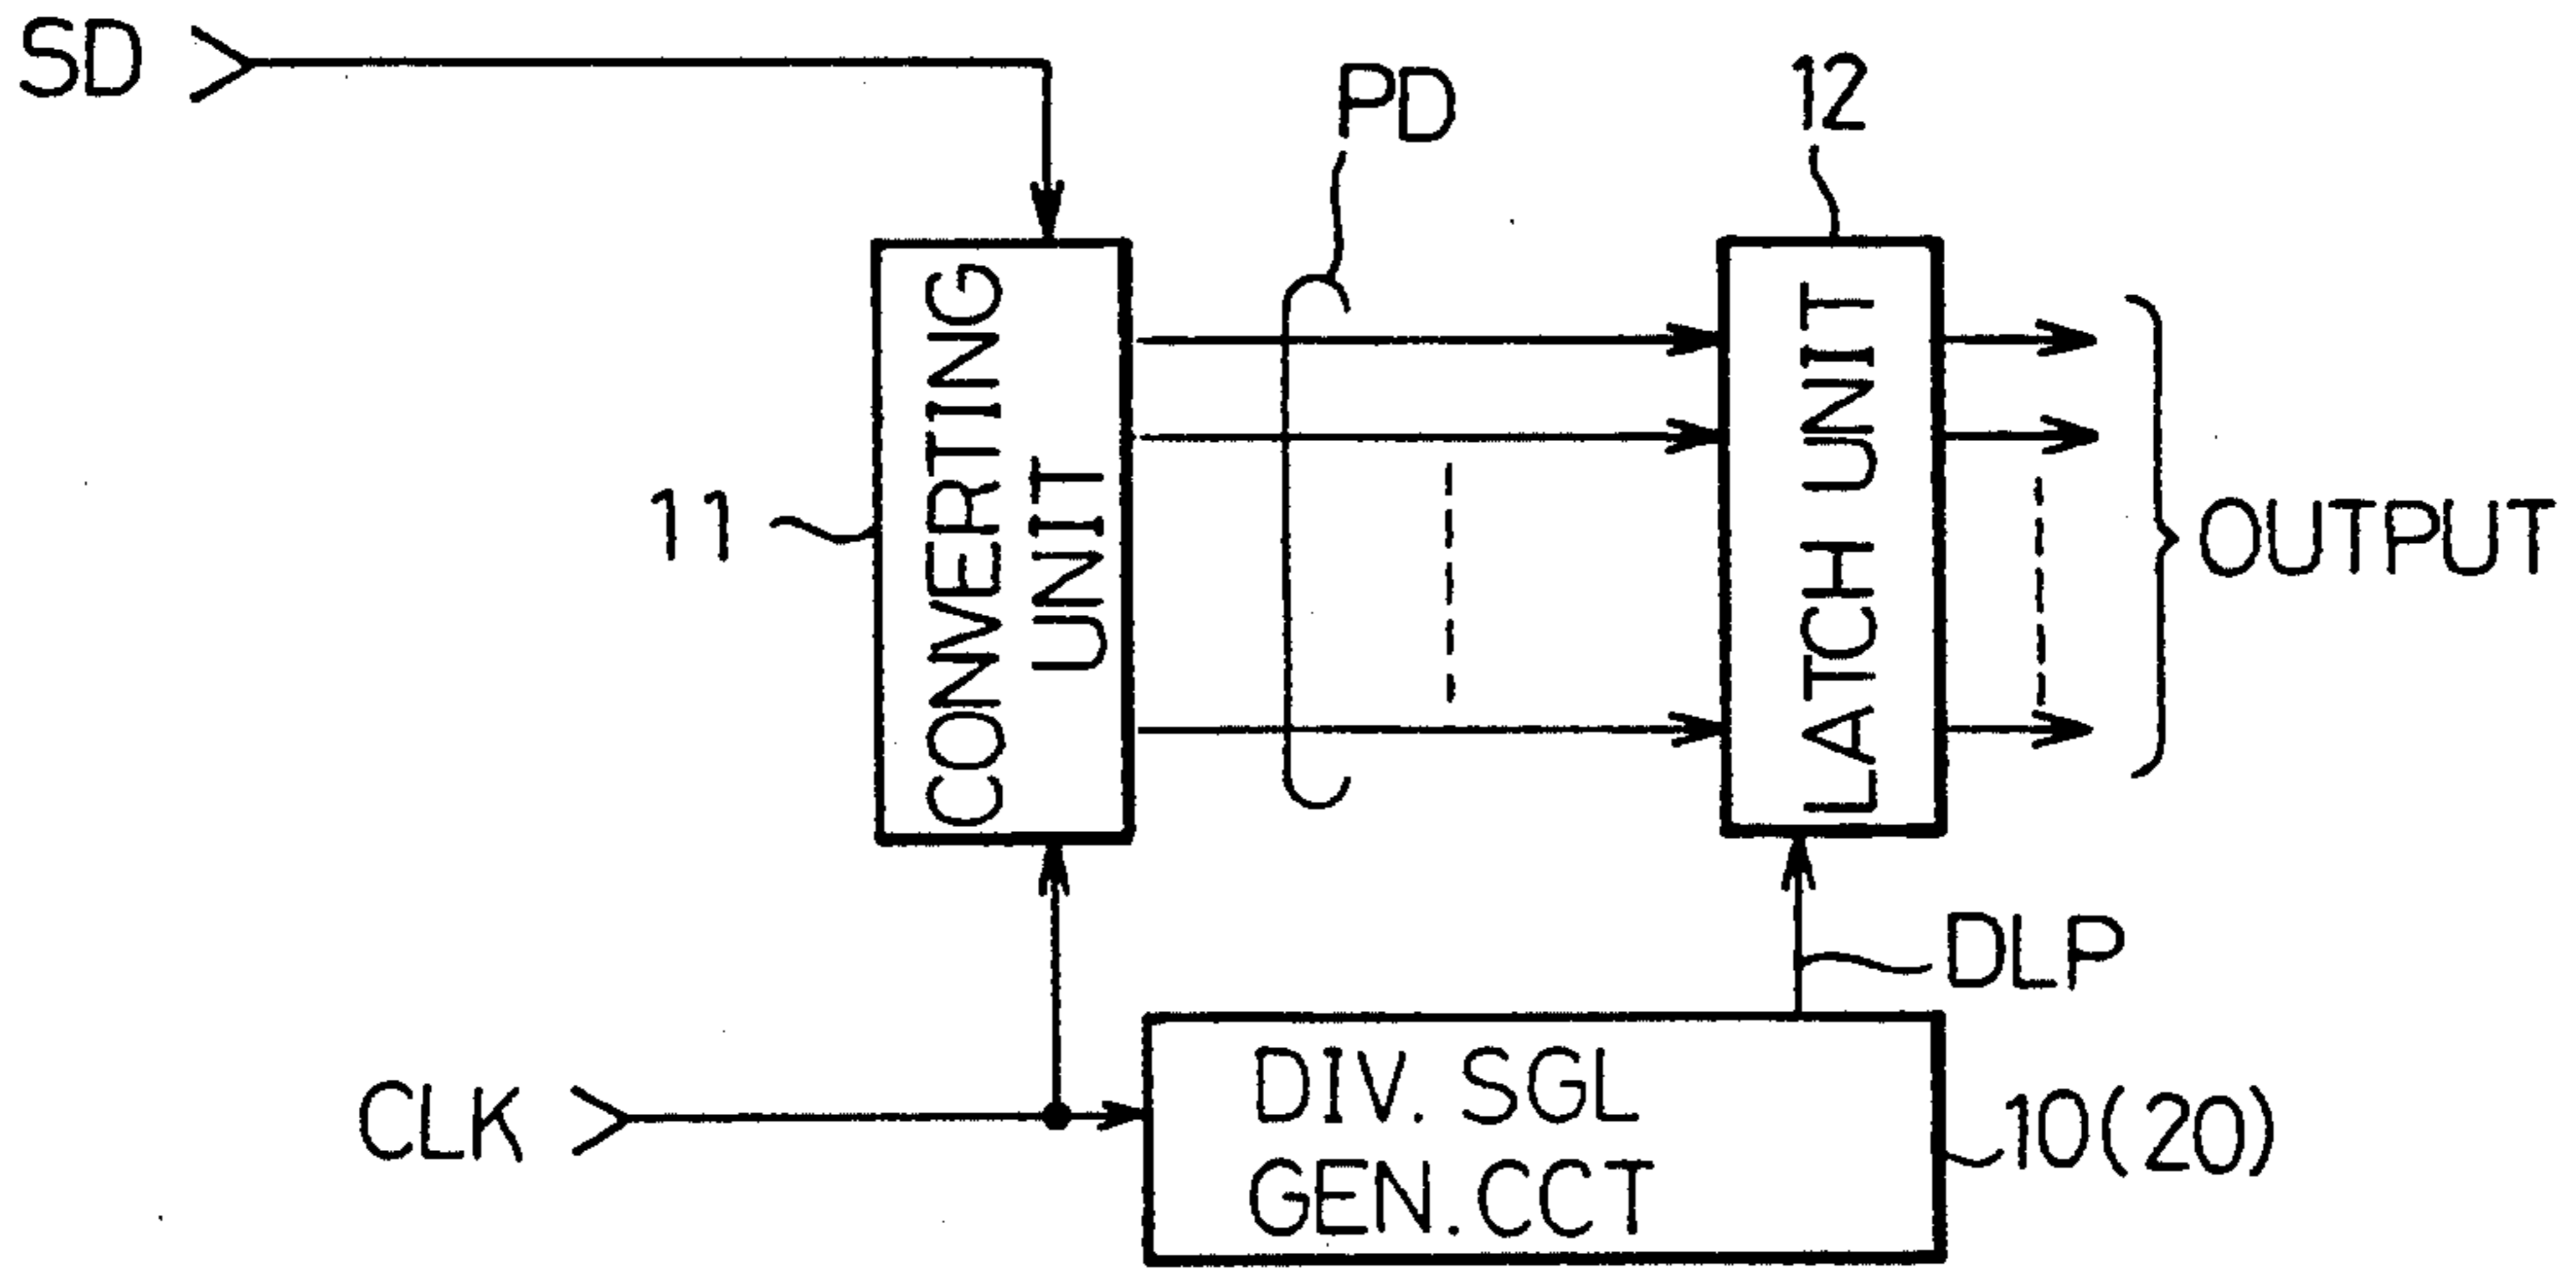 SD
PD
12
CONVERTING
UNIT
11
LATCH UNIT
OUTPUT
DLP
CLK
DIV. SGL
GEN. CCT
10(20)